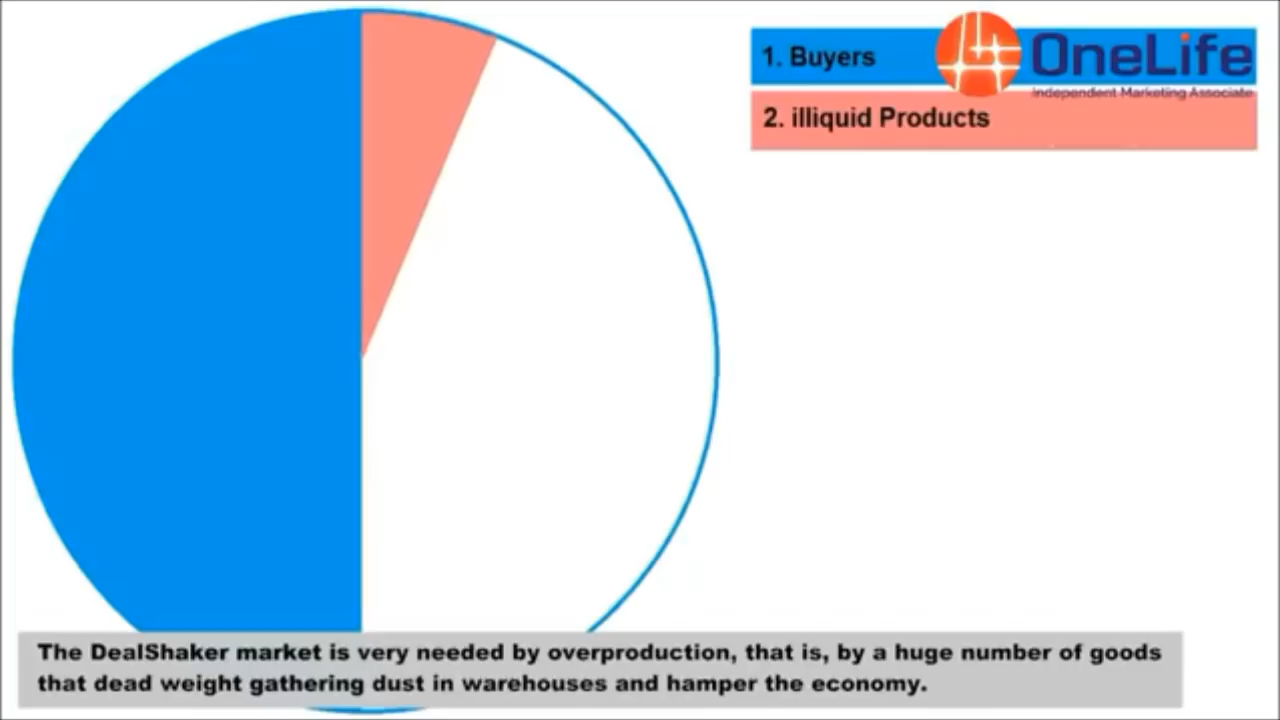 1. Buyers
OneLife
Independent Marketing Associate
2. illiquid Products
The DealShaker market is very needed by overproduction, that is, by a huge number of goods
that dead weight gathering dust in warehouses and hamper the economy.